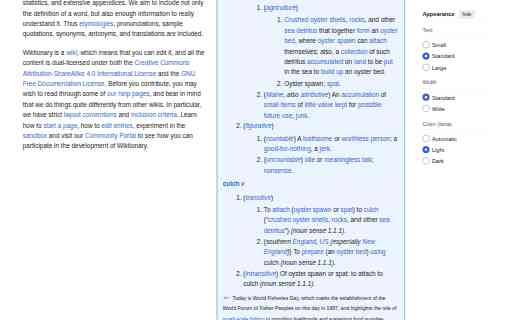 statistics, extensive appendices. We aim to include not only
the definition of a word, but also enough information to really
understand it. Thus etymologies, pronunciations, sample
quotations, synonyms, antonyms, and translations are included.
Wiktionary is a wiki, which means that you can edit it, and all the
content is dual-licensed under both the Creative Commons
Attribution-ShareAlike 4.0 International License and the GNU
Free Documentation License. Before you contribute, you may
wish to read through some of our help pages, and bear in mind
that we do things quite differently from other wikis. In particular,
we have strict layout conventions and inclusion criteria. Learn
how to start a page, how to edit entries, experiment in the
sandbox and visit our Community Portal to see how you can
participate in the development of Wiktionary.
1. (agriculture)
1. Crushed oyster shells, rocks, and other
sea detritus that together form an oyster
bed, where oyster spawn can attach
themselves; also, a collection of such
detritus accumulated on land to be put
in the sea to build up an oyster bed.
2. Oyster spawn; spat.
2. (Maine, also attributive) An accumulation of
small items of little value kept for possible
future use; junk.
2. (figurative)
1. (countable) A loathsome or worthless person; a
good-for-nothing, a jerk.
2. (uncountable) Idle or meaningless talk;
nonsense.
cultch v
1. (transitive)
1. To attach (oyster spawn or spat) to cultch
("crushed oyster shells, rocks, and other sea
detritus") (noun sense 1.1.1).
2. (southern England, US (especially New
England)) To prepare (an oyster bed) using
cultch (noun sense 1.1.1).
2. (intransitive) Of oyster spawn or spat: to attach to
cultch (noun sense 1.1.1).
Today is World Fisheries Day, which marks the establishment of the
World Forum of Fisher Peoples on this day in 1997, and highlights the role of
Appearance hide
Text
Small
Standard
Large
Width
Standard
Wide
Color (beta)
Automatic
Light
Dark